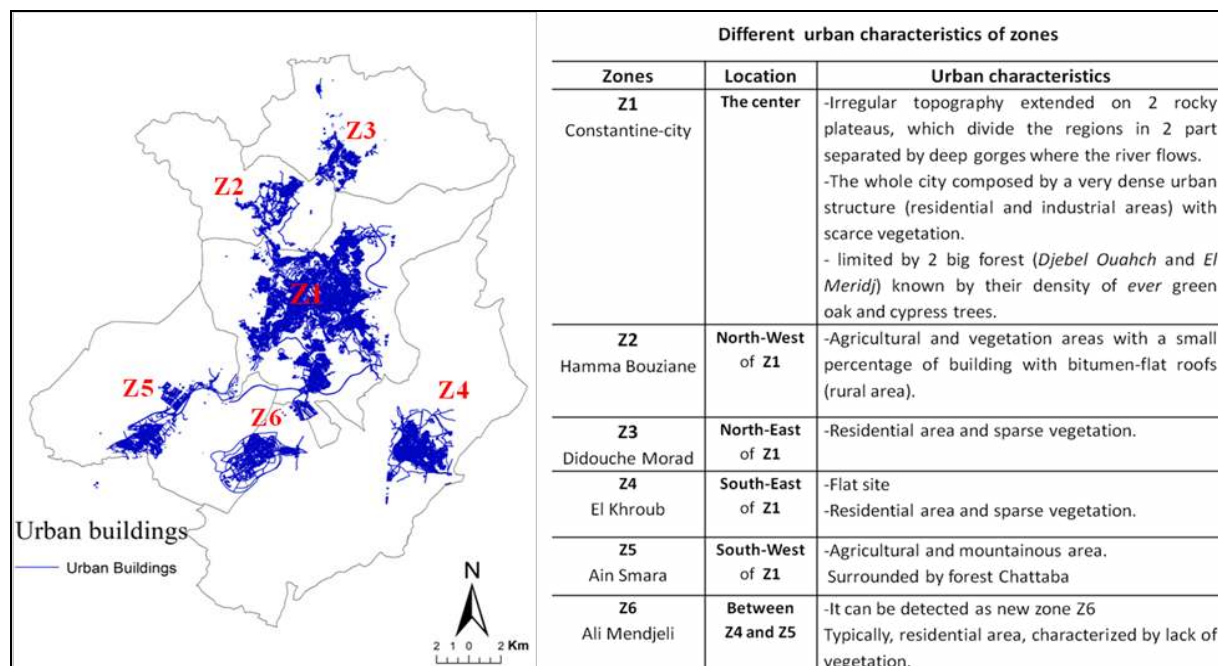 Z3
Z2
Z1
Z5
Z4
Z6
Urban buildings
Urban Buildings
N
2 1 0 2 Km
Different urban characteristics of zones
Zones Location Urban characteristics
Z1 The center -Irregular topography extended on 2 rocky
Constantine-city plateaus, which divide the regions in 2 part
separated by deep gorges where the river flows.
-The whole city composed by a very dense urban
structure (residential and industrial areas) with
scarce vegetation.
- limited by 2 big forest (Djebel Ouahch and El
Meridj) known by their density of ever green
oak and cypress trees.
Z2 North-West -Agricultural and vegetation areas with a small
Hamma Bouziane of Z1 percentage of building with bitumen-flat roofs
(rural area).
Z3 North-East -Residential area and sparse vegetation.
Didouche Morad of Z1
Z4 South-East -Flat site
El Khroub of Z1 -Residential area and sparse vegetation.
Z5 South-West -Agricultural and mountainous area.
Ain Smara of Z1 Surrounded by forest Chattaba
Z6 Between -It can be detected as new zone Z6
Ali Mendjeli Z4 and Z5 Typically, residential area, characterized by lack of
vegetation.